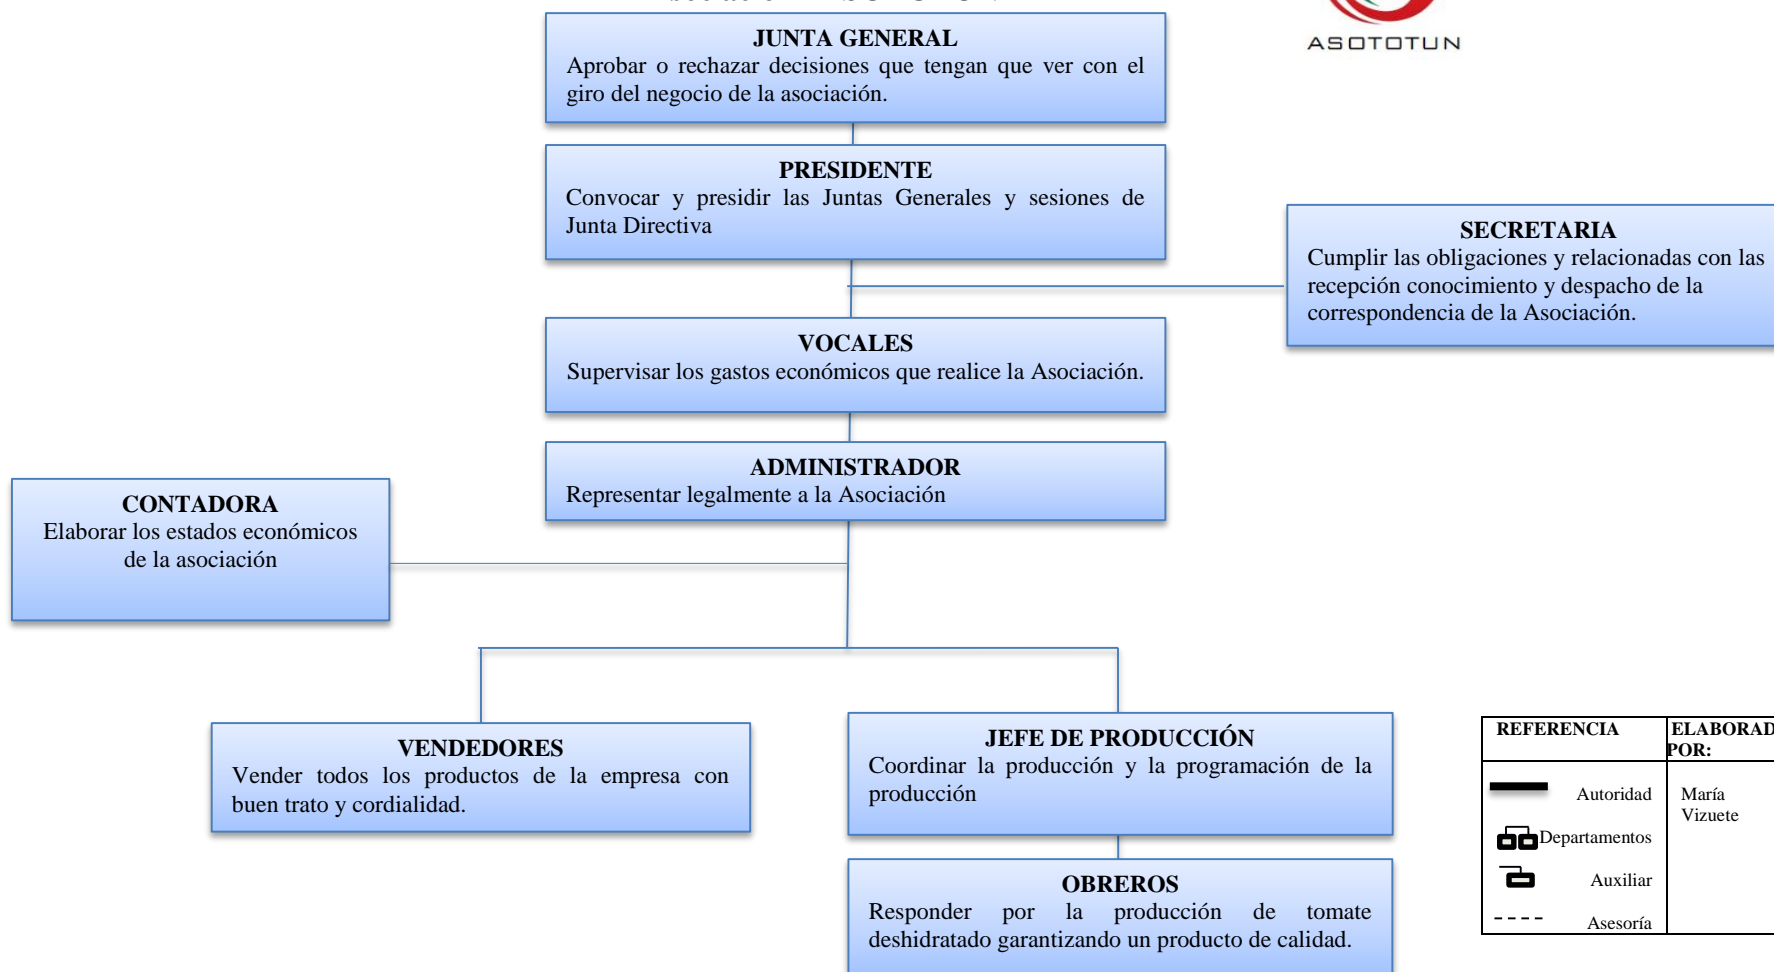 ASOTOTUN
JUNTA GENERAL
Aprobar o rechazar decisiones que tengan que ver con el
giro del negocio de la asociación.
PRESIDENTE
Convocar y presidir las Juntas Generales y sesiones de
Junta Directiva
SECRETARIA
Cumplir las obligaciones y relacionadas con las
recepción conocimiento y despacho de la
correspondencia de la Asociación.
VOCALES
Supervisar los gastos económicos que realice la Asociación.
ADMINISTRADOR
Representar legalmente a la Asociación
CONTADORA
Elaborar los estados económicos
de la asociación
VENDEDORES
Vender todos los productos de la empresa con
buen trato y cordialidad.
JEFE DE PRODUCCIÓN
Coordinar la producción y la programación de la
producción
OBREROS
Responder por la producción de tomate
deshidratado garantizando un producto de calidad.
REFERENCIA
ELABORAD
POR:
Autoridad
Departamentos
Auxiliar
Asesoría
María
Vizuete